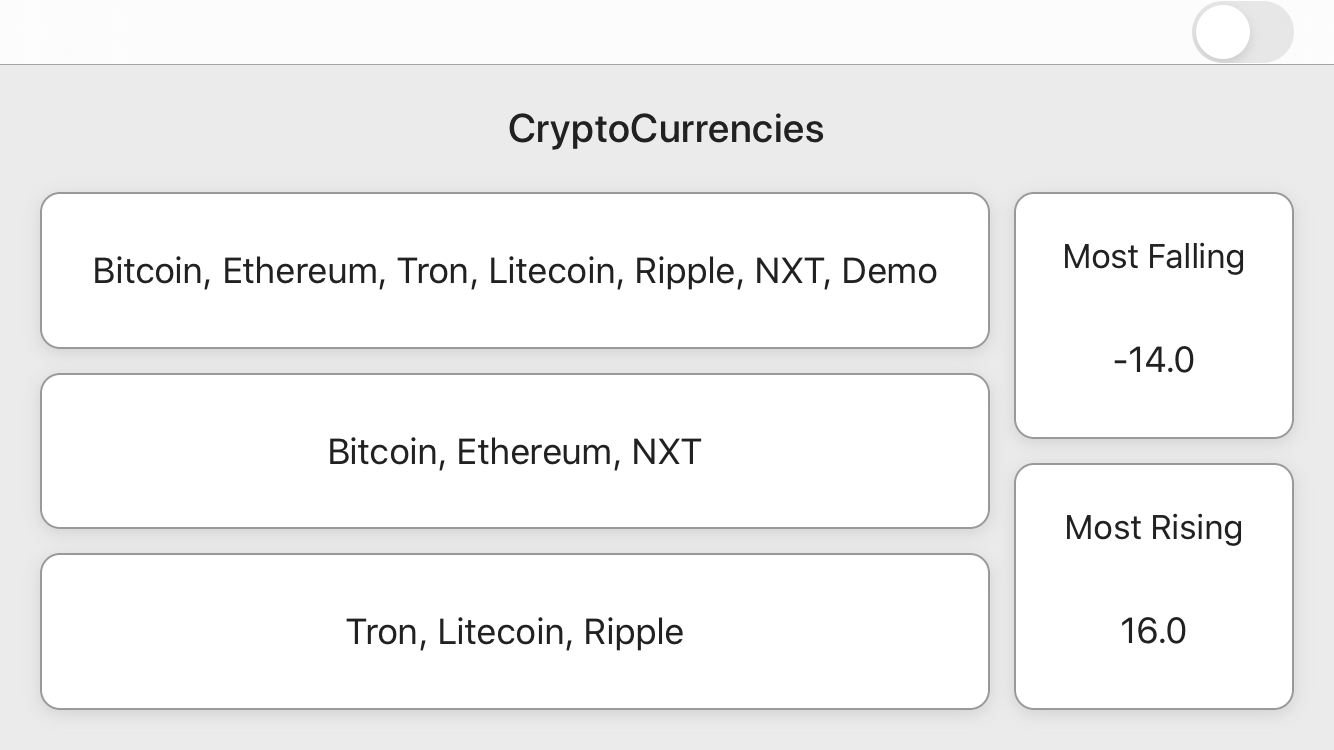 CryptoCurrencies
Bitcoin, Ethereum, Tron, Litecoin, Ripple, NXT, Demo
Bitcoin, Ethereum, NXT
Tron, Litecoin, Ripple
Most Falling
-14.0
Most Rising
16.0